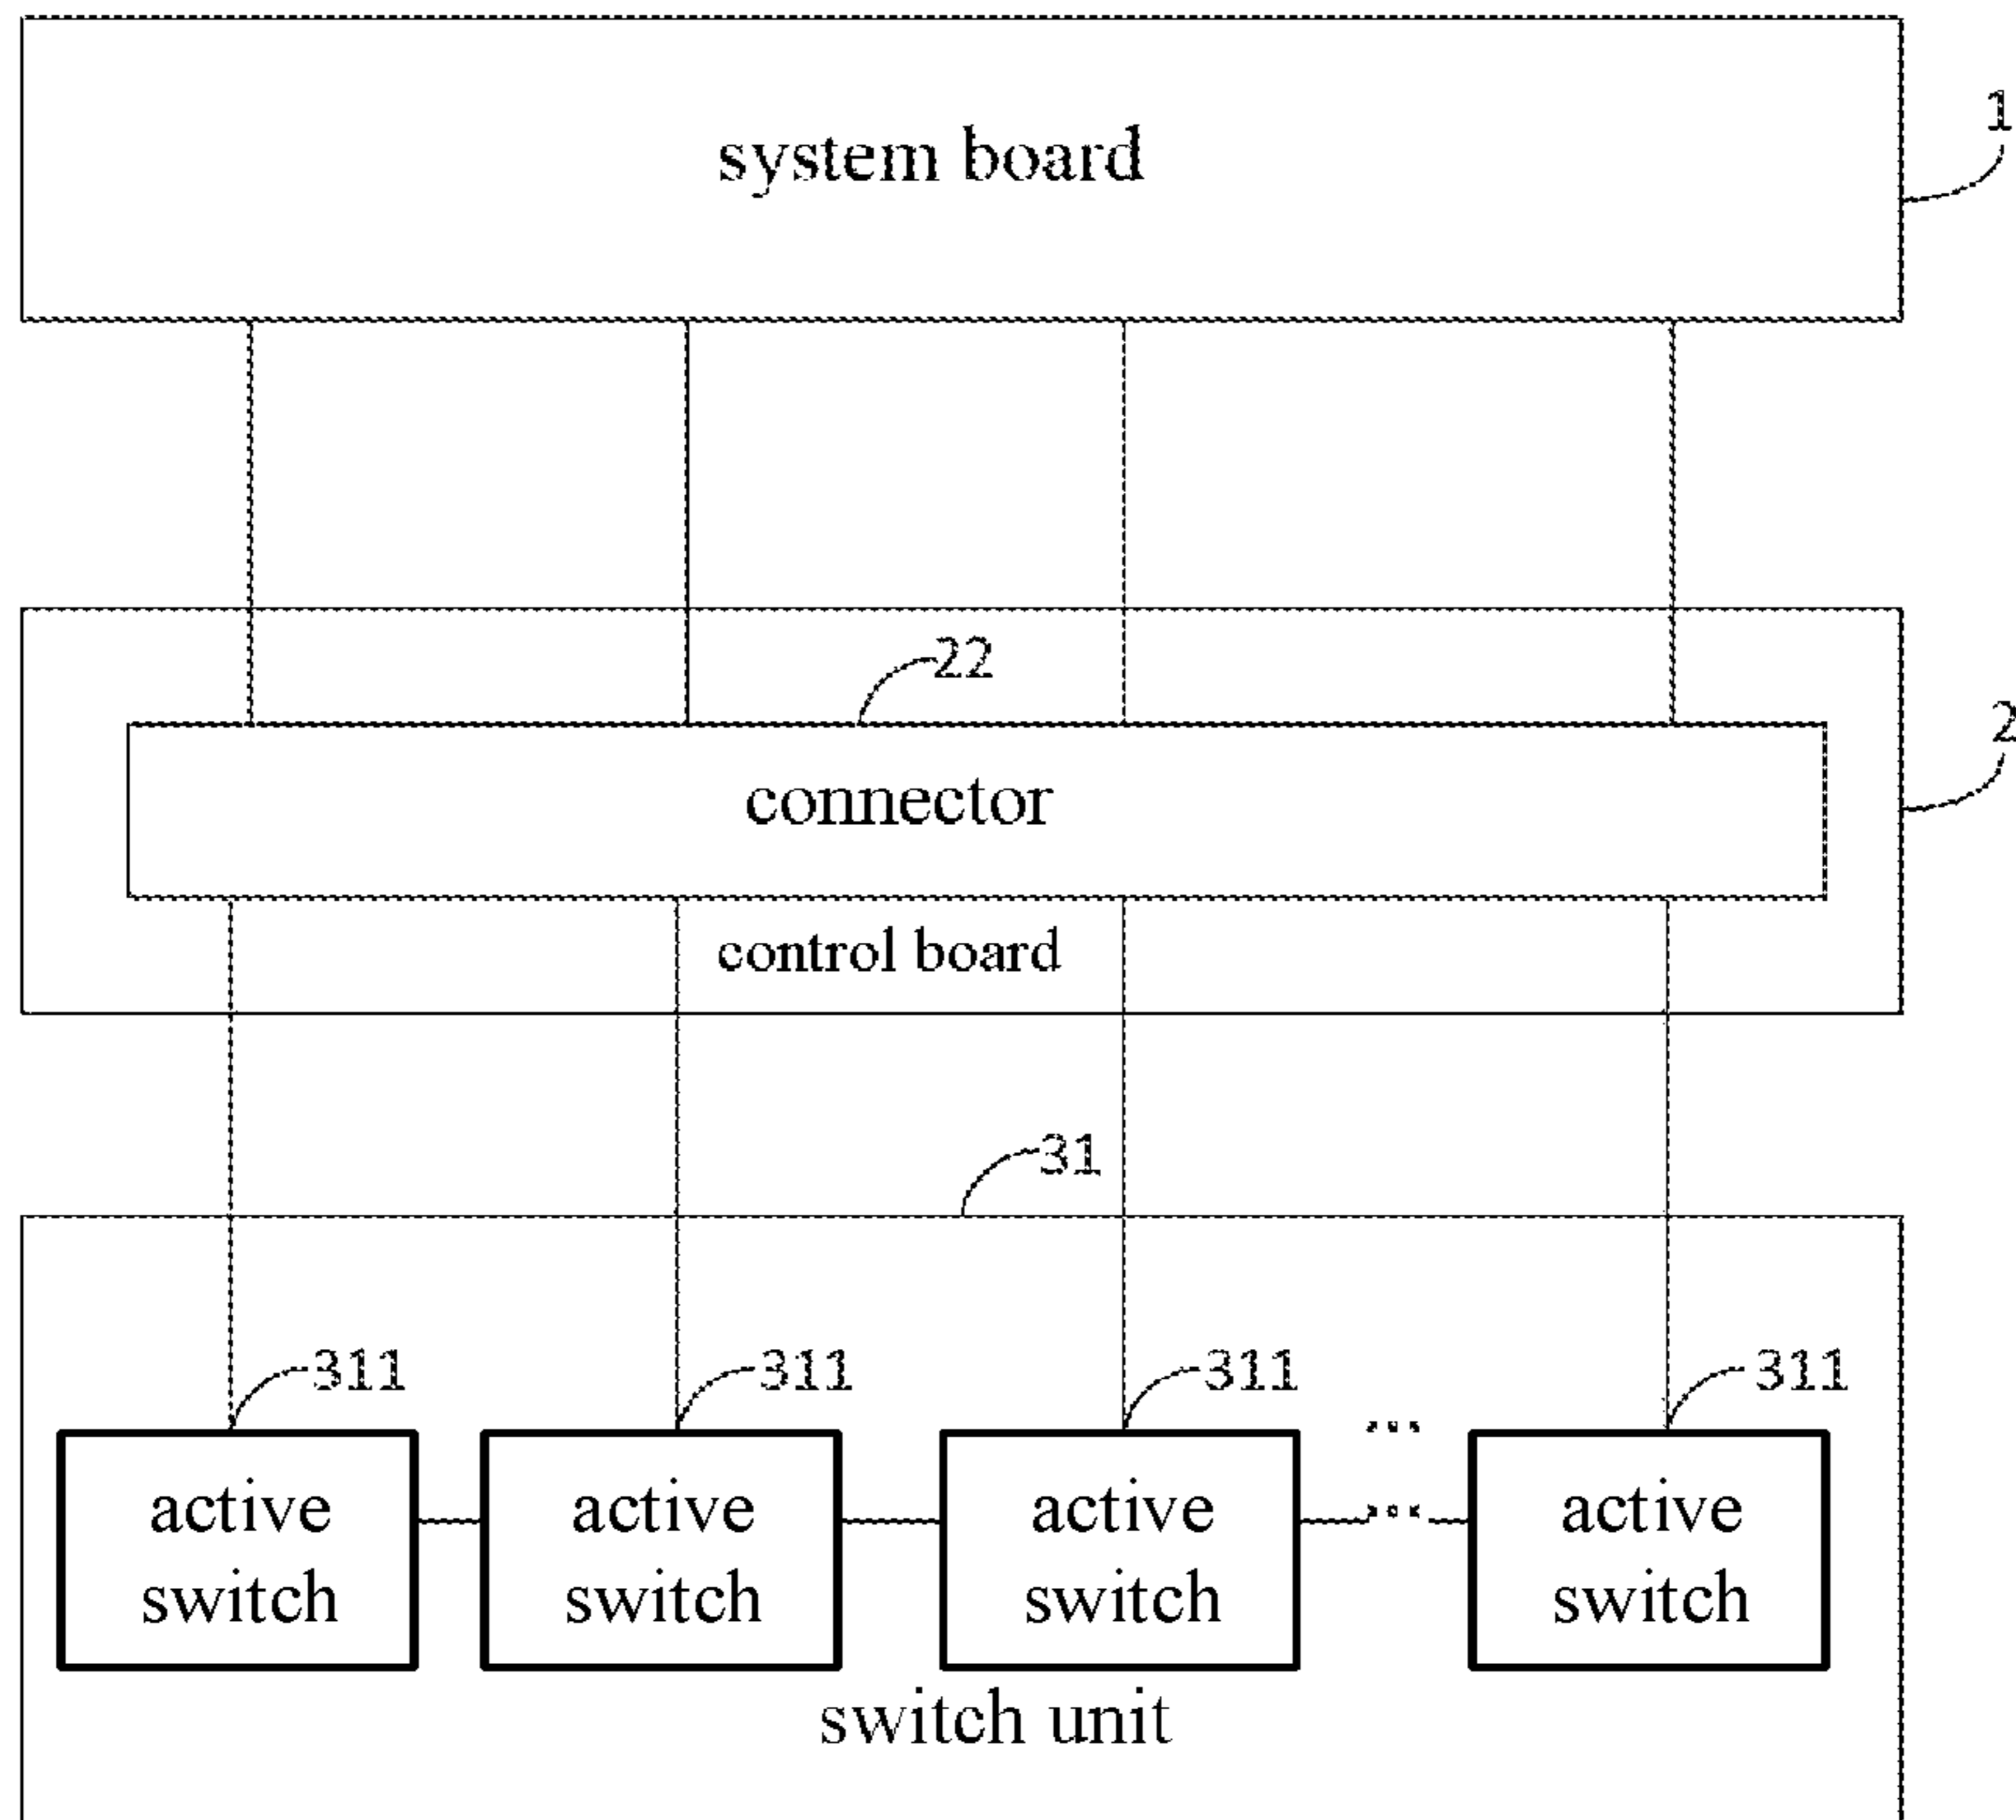 1
system board
22
2
connector
control board
31
311 311 311 311
... 
active active active ... active
switch switch switch switch
switch unit